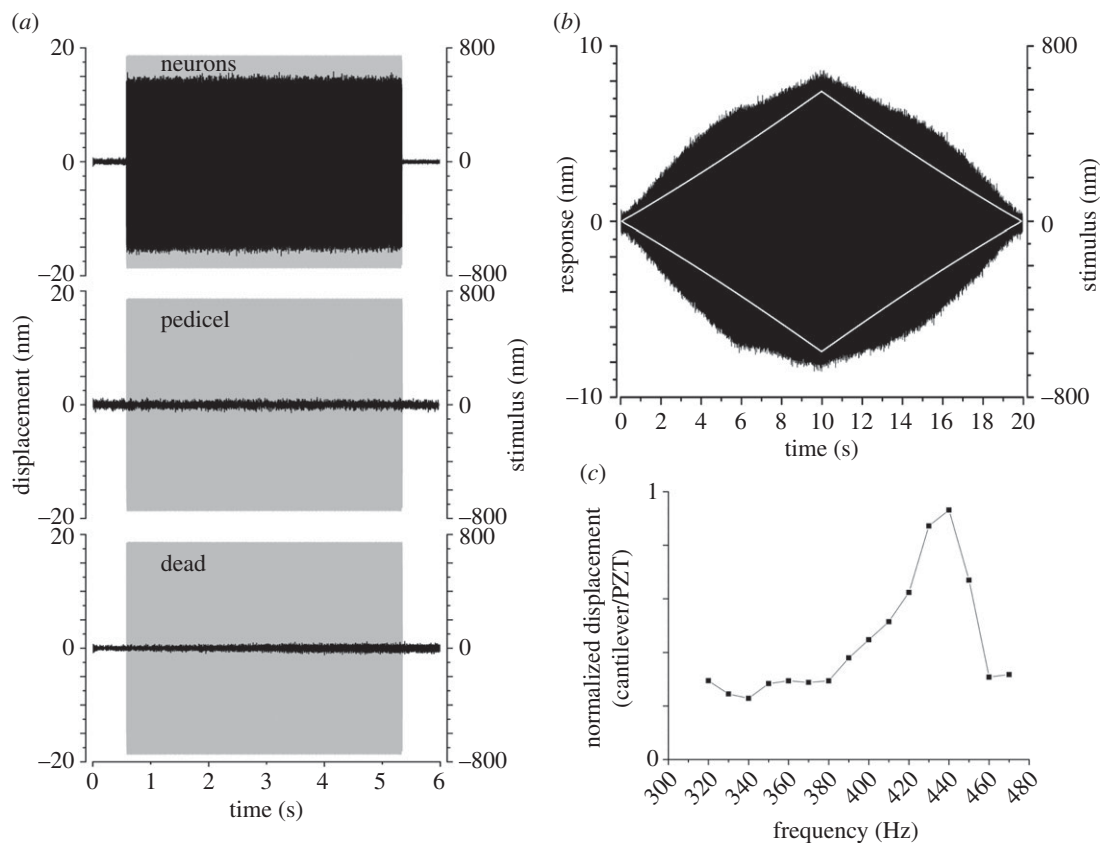 (a)
20
800
neurons
0
0
–20
–800
20
800
pedicel
0
0
–20
–800
20
800
dead
0
0
–20
–800
0 1 2 3 4 5 6
time (s)
displacement (nm)
stimulus (nm)
(b)
10
800
0
0
–10
–800
0 2 4 6 8 10 12 14 16 18 20
time (s)
response (nm)
stimulus (nm)
(c)
1
0
normalized displacement
(cantilever/PZT)
300 320 340 360 380 400 420 440 460 480
frequency (Hz)